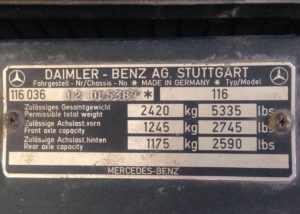 DAIMLER - BENZ AG. STUTTGART
Fahrgestell - Nr/Chassis - No * MADE IN GERMANY * Typ/Model
116 036 * 116
Zulässiges Gesamtgewicht
Permissible total weight 2420 kg 5335 lbs
Zulässige Achslast.vorn
Front axle capacity 1245 kg 2745 lbs
Zulässige Achslast.hinten
Rear axle capacity 1175 kg 2590 lbs
MERCEDES-BENZ